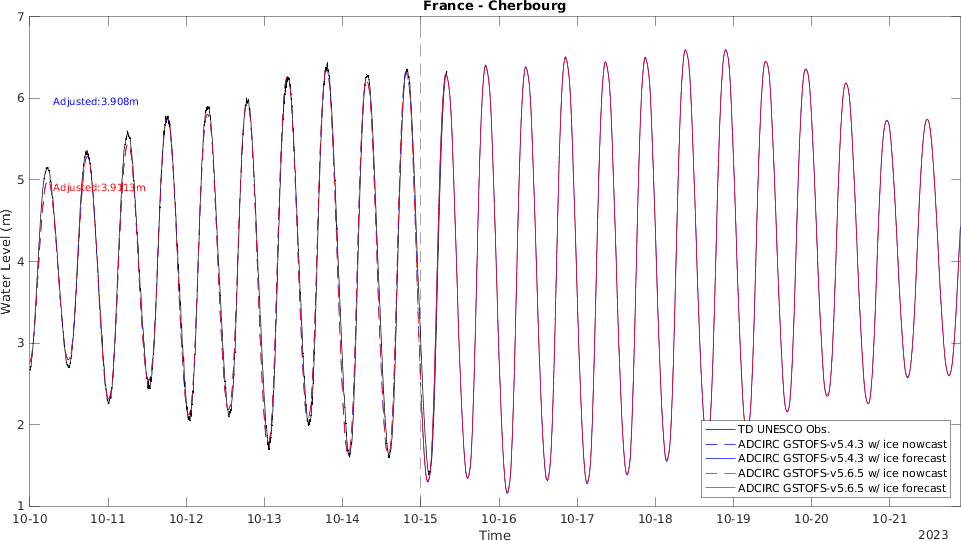 France - Cherbourg
7
6
5
4
3
2
1
Water Level (m)
Adjusted:3.908m
Adjusted:3.9113m
TD UNESCO Obs.
ADCIRC GSTOFS-v5.4.3 w/ ice nowcast
ADCIRC GSTOFS-v5.4.3 w/ ice forecast
ADCIRC GSTOFS-v5.6.5 w/ ice nowcast
ADCIRC GSTOFS-v5.6.5 w/ ice forecast
10-10 10-11 10-12 10-13 10-14 10-15 10-16 10-17 10-18 10-19 10-20 10-21
Time
2023